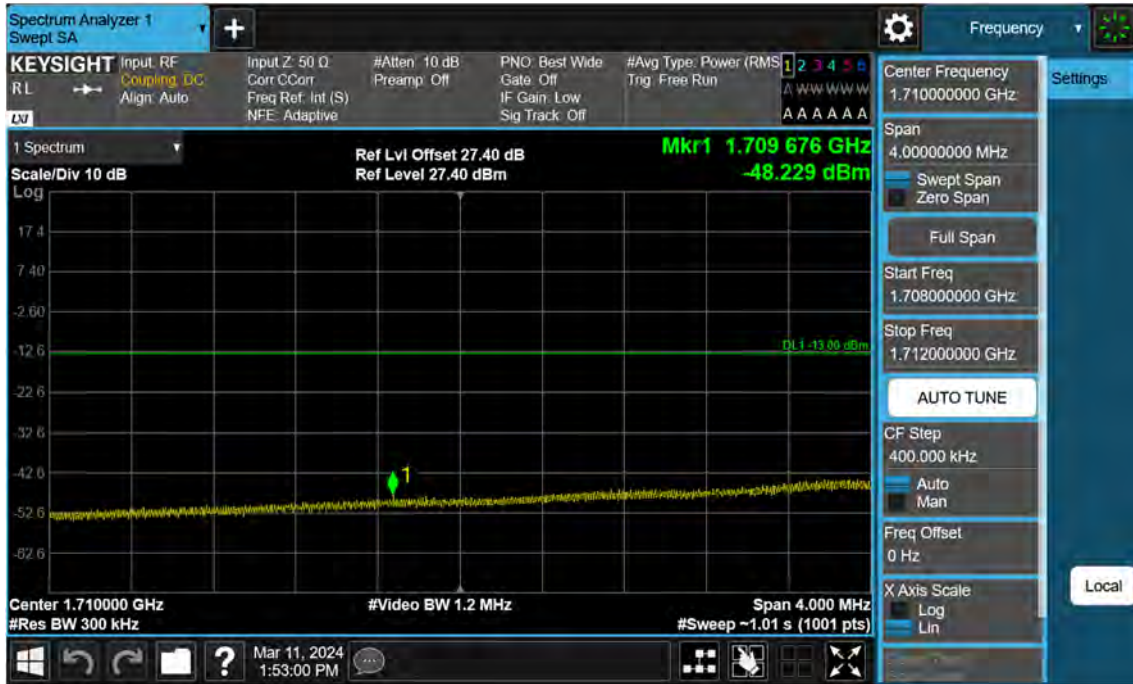 Spectrum Analyzer 1
Swept SA
Frequency
KEYSIGHT
RL
LXI
Input: RF
Coupling: DC
Align: Auto
Input Z: 50 Ω
Corr CCorr
Freq Ref: Int (S)
NFE: Adaptive
#Atten: 10 dB
Preamp: Off
PNO: Best Wide
Gate: Off
IF Gain: Low
Sig Track: Off
#Avg Type: Power (RMS
Trig: Free Run
1 2 3 4 5 6
A W W W W W
A A A A A A
1 Spectrum
Scale/Div 10 dB
Ref Lvl Offset 27.40 dB
Ref Level 27.40 dBm
Mkr1 1.709 676 GHz
-48.229 dBm
Log
17.4
7.40
-2.60
-12.6
DL1 -13.00 dBm
-22.6
-32.6
-42.6
1
-52.6
-62.6
Center 1.710000 GHz
#Video BW 1.2 MHz
Span 4.000 MHz
#Res BW 300 kHz
#Sweep ~1.01 s (1001 pts)
Center Frequency
1.710000000 GHz
Settings
Span
4.00000000 MHz
Swept Span
Zero Span
Full Span
Start Freq
1.708000000 GHz
Stop Freq
1.712000000 GHz
AUTO TUNE
CF Step
400.000 kHz
Auto
Man
Freq Offset
0 Hz
X Axis Scale
Log
Lin
Local
?
Mar 11, 2024
1:53:00 PM